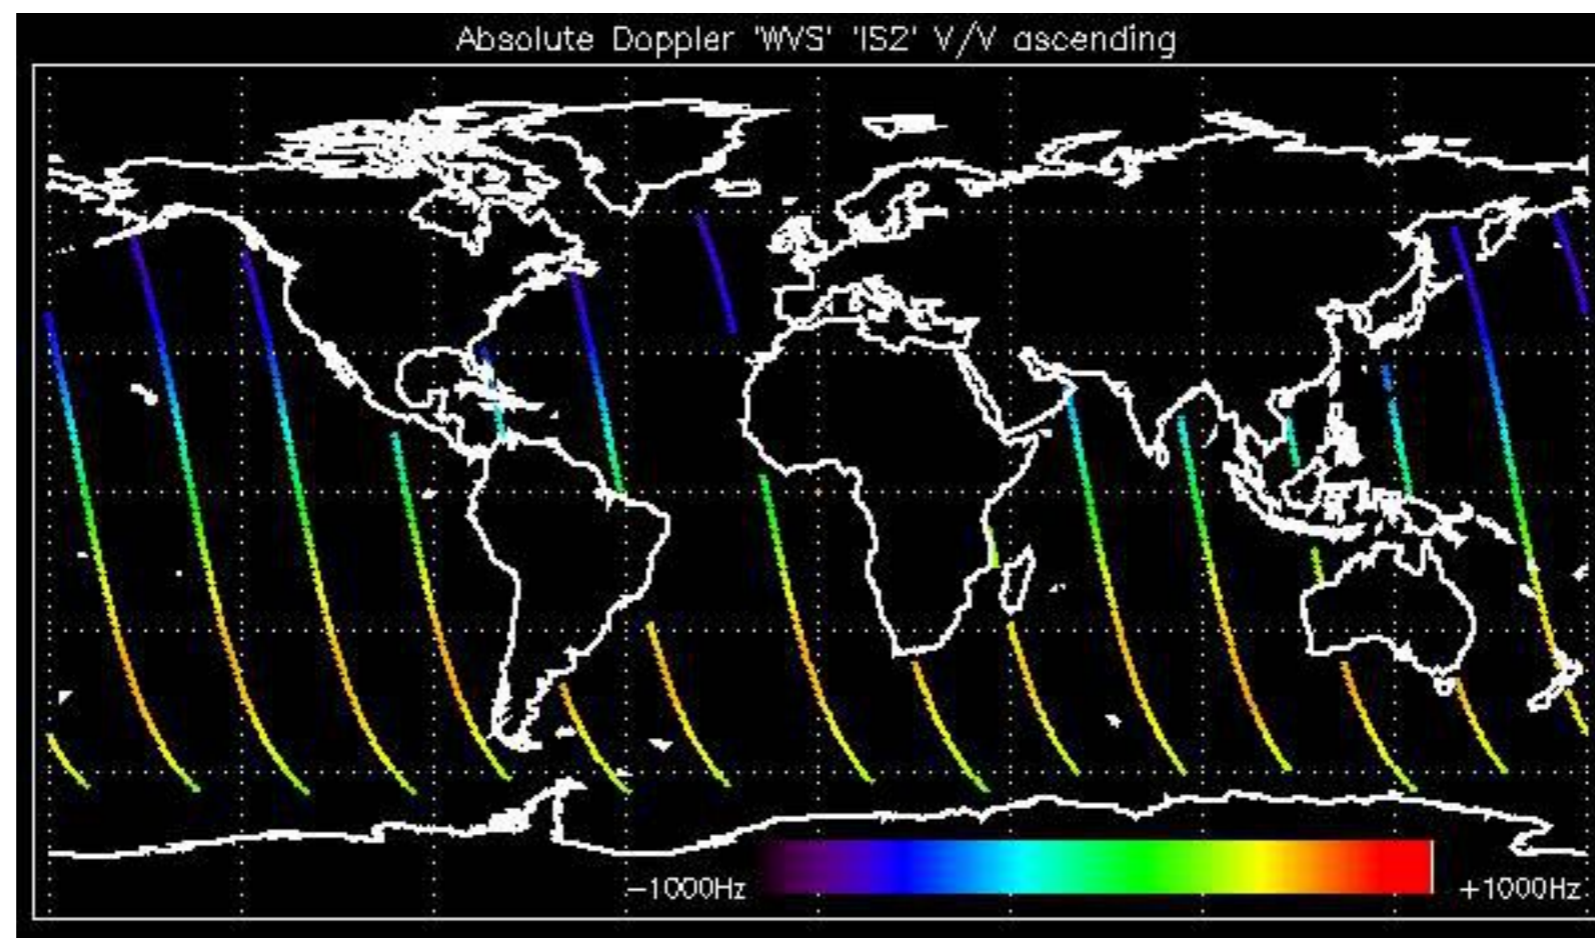 Absolute Doppler 'WVS' 'IS2' V/V ascending
−1000Hz +1000Hz